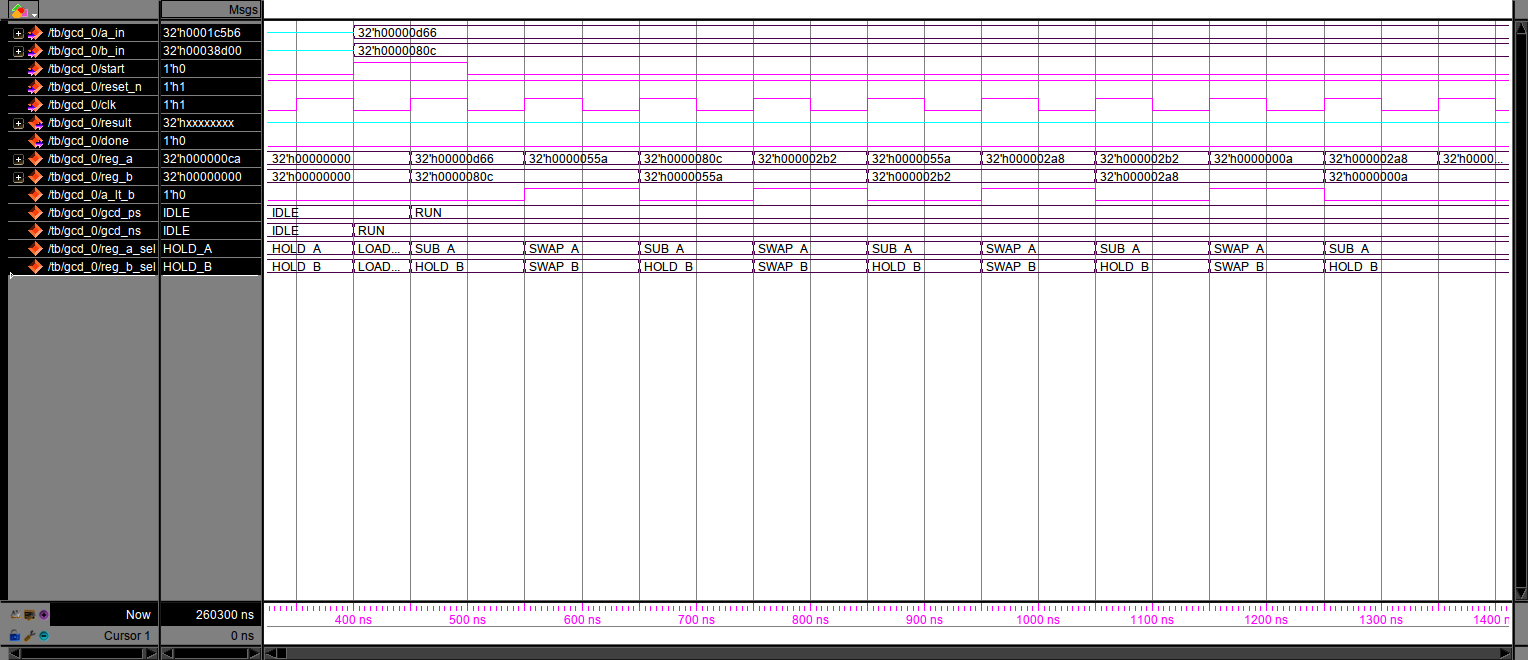 Msgs
/tb/gcd_0/a_in 32'h0001c5b6 32'h00000d66
/tb/gcd_0/b_in 32'h00038d00 32'h0000080c
/tb/gcd_0/start 1'h0
/tb/gcd_0/reset_n 1'h1
/tb/gcd_0/clk 1'h1
/tb/gcd_0/result 32'hxxxxxxxx
/tb/gcd_0/done 1'h0
/tb/gcd_0/reg_a 32'h000000ca 32'h00000000 32'h00000d66 32'h0000055a 32'h0000080c 32'h000002b2 32'h0000055a 32'h000002a8 32'h000002b2 32'h0000000a 32'h000002a8 32'h0000...
/tb/gcd_0/reg_b 32'h00000000 32'h00000000 32'h0000080c 32'h0000055a 32'h000002b2 32'h000002a8 32'h0000000a
/tb/gcd_0/a_lt_b 1'h0
/tb/gcd_0/gcd_ps IDLE IDLE RUN
/tb/gcd_0/gcd_ns IDLE IDLE RUN
/tb/gcd_0/reg_a_sel HOLD_A HOLD_A LOAD... SUB_A SWAP_A SUB_A SWAP_A SUB_A SWAP_A SUB_A SWAP_A SUB_A
/tb/gcd_0/reg_b_sel HOLD_B HOLD_B LOAD... HOLD_B SWAP_B HOLD_B SWAP_B HOLD_B SWAP_B HOLD_B SWAP_B HOLD_B
Now 260300 ns 400 ns 500 ns 600 ns 700 ns 800 ns 900 ns 1000 ns 1100 ns 1200 ns 1300 ns 1400 n
Cursor 1 0 ns